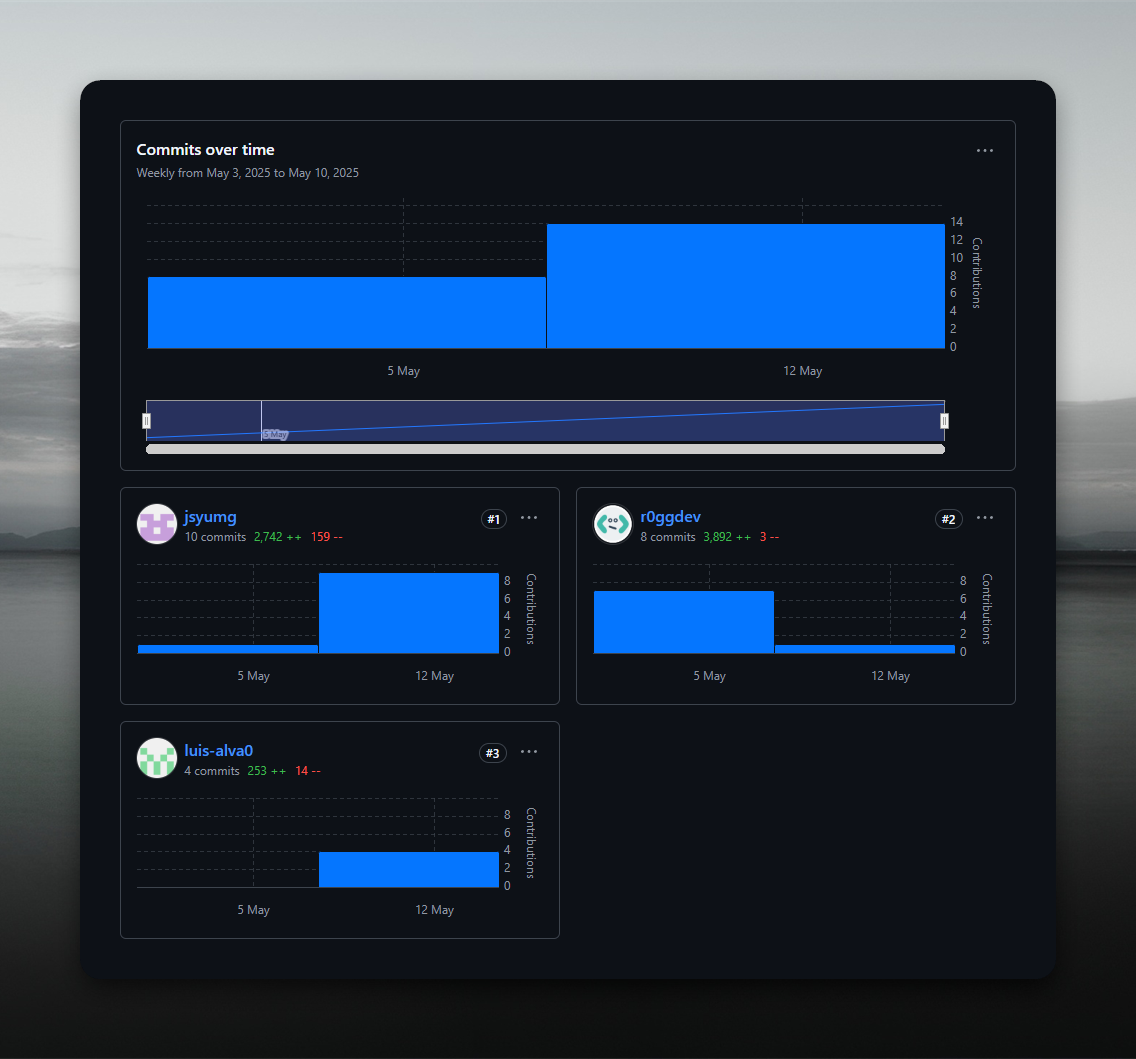 Commits over time
Weekly from May 3, 2025 to May 10, 2025
14
12
10
8
6
4
2
0
Contributions
5 May
12 May
5 May
jsyumg
#1
10 commits 2,742 ++ 159 --
8
6
4
2
0
Contributions
5 May
12 May
r0ggdev
#2
8 commits 3,892 ++ 3 --
8
6
4
2
0
Contributions
5 May
12 May
luis-alva0
#3
4 commits 253 ++ 14 --
8
6
4
2
0
Contributions
5 May
12 May